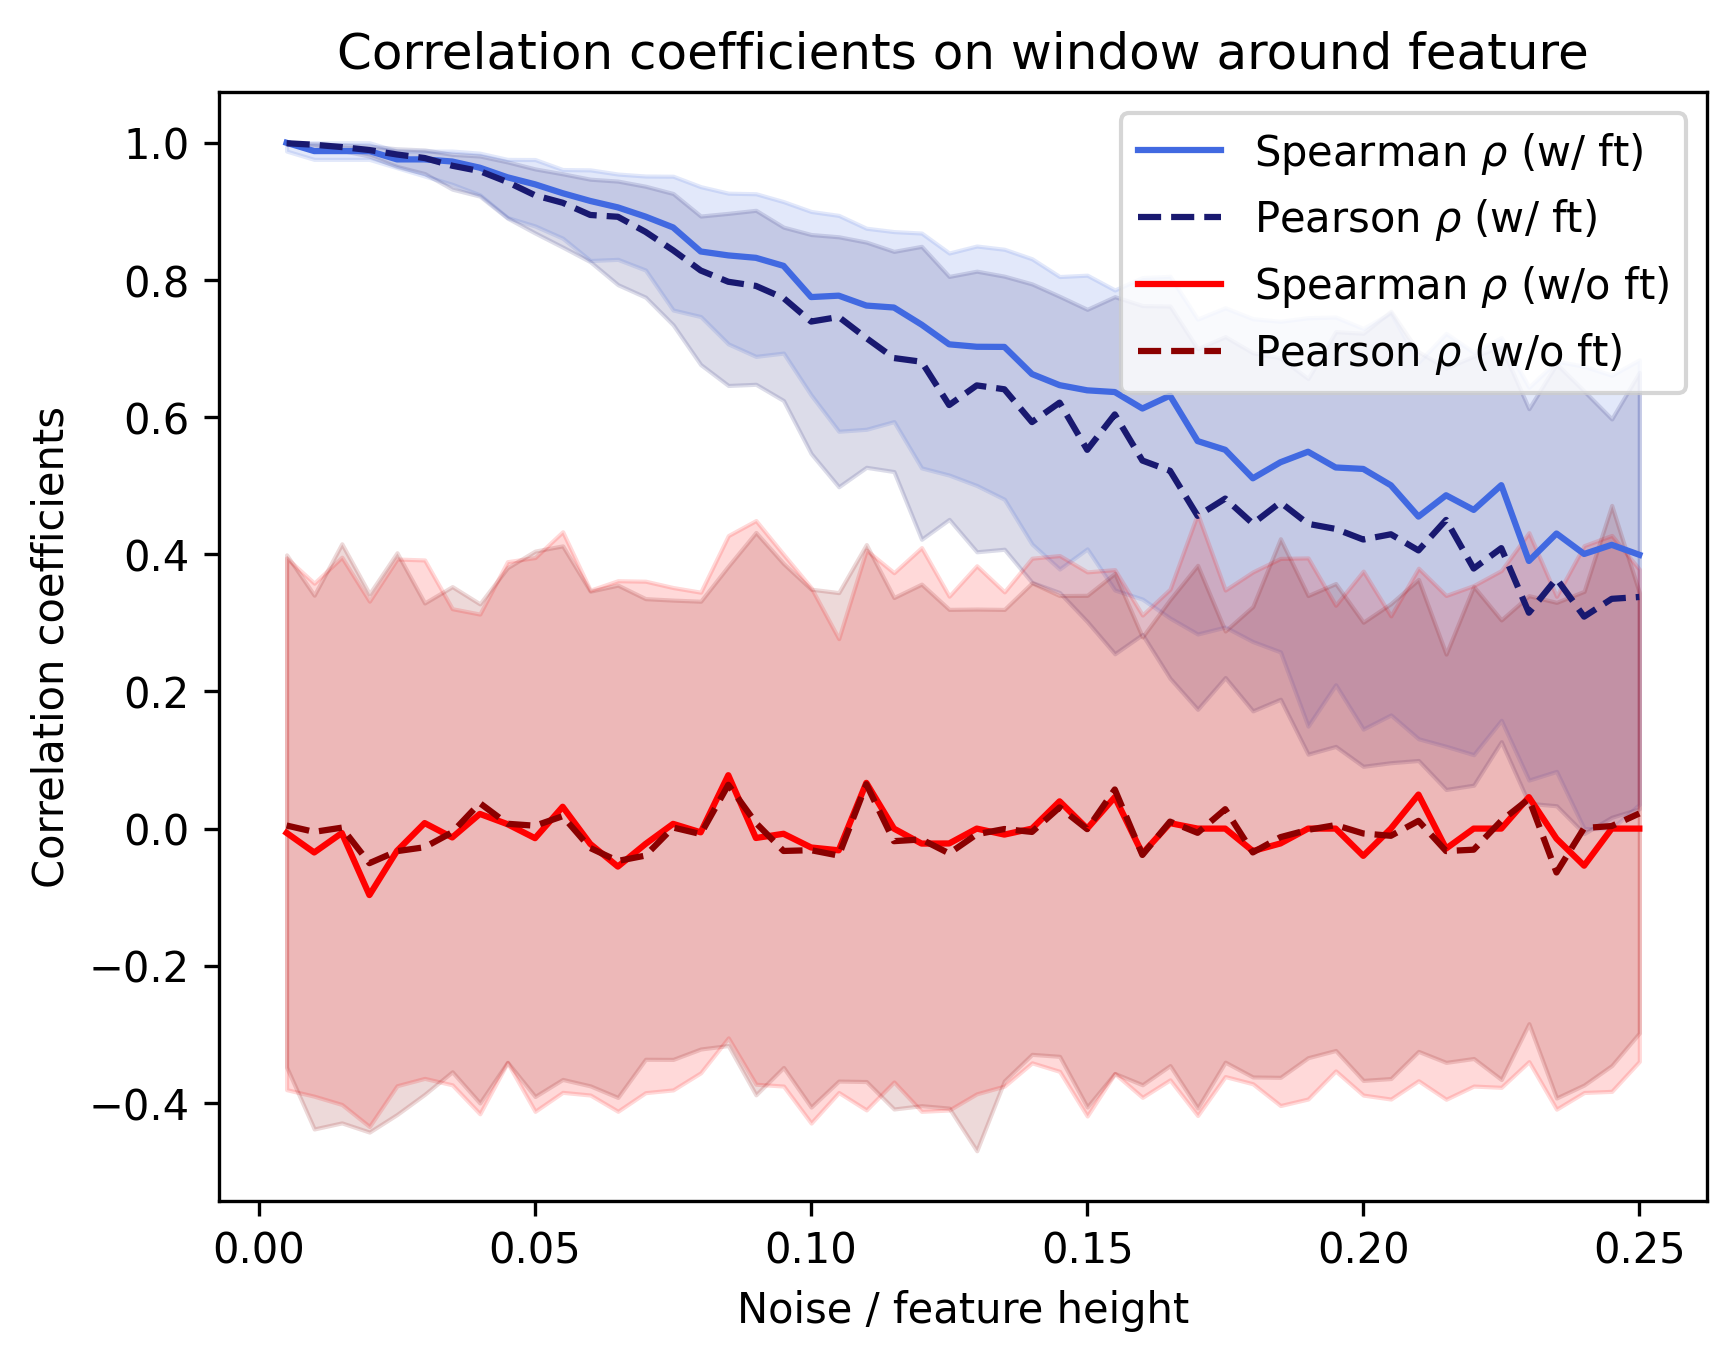 Correlation coefficients on window around feature
Spearman ρ (w/ ft)
Pearson ρ (w/ ft)
Spearman ρ (w/o ft)
Pearson ρ (w/o ft)
Correlation coefficients
1.0
0.8
0.6
0.4
0.2
0.0
−0.2
−0.4
0.00 0.05 0.10 0.15 0.20 0.25
Noise / feature height